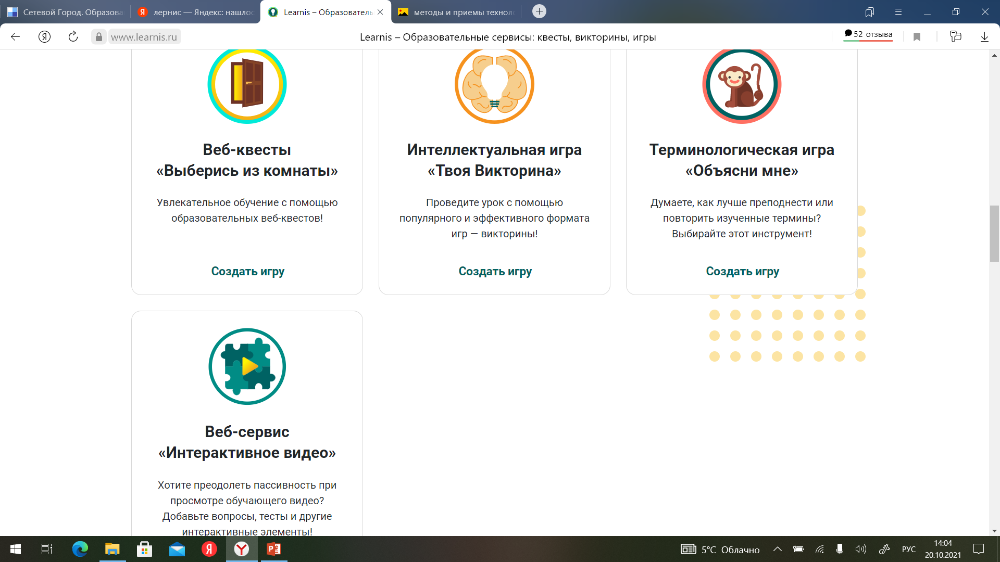 Сетевой Город. Образова
лернис — Яндекс: нашлос
Learnis – Образователь
методы и приемы технол
www.learnis.ru
Learnis – Образовательные сервисы: квесты, викторины, игры
52 отзыва
Веб-квесты
«Выберись из комнаты»
Увлекательное обучение с помощью
образовательных веб-квестов!
Создать игру
Интеллектуальная игра
«Твоя Викторина»
Проведите урок с помощью
популярного и эффективного формата
игр — викторины!
Создать игру
Терминологическая игра
«Объясни мне»
Думаете, как лучше преподнести или
повторить изученные термины?
Выбирайте этот инструмент!
Создать игру
Веб-сервис
«Интерактивное видео»
Хотите преодолеть пассивность при
просмотре обучающего видео?
Добавьте вопросы, тесты и другие
интерактивные элементы!
5°C Облачно
РУС
14:04
20.10.2021